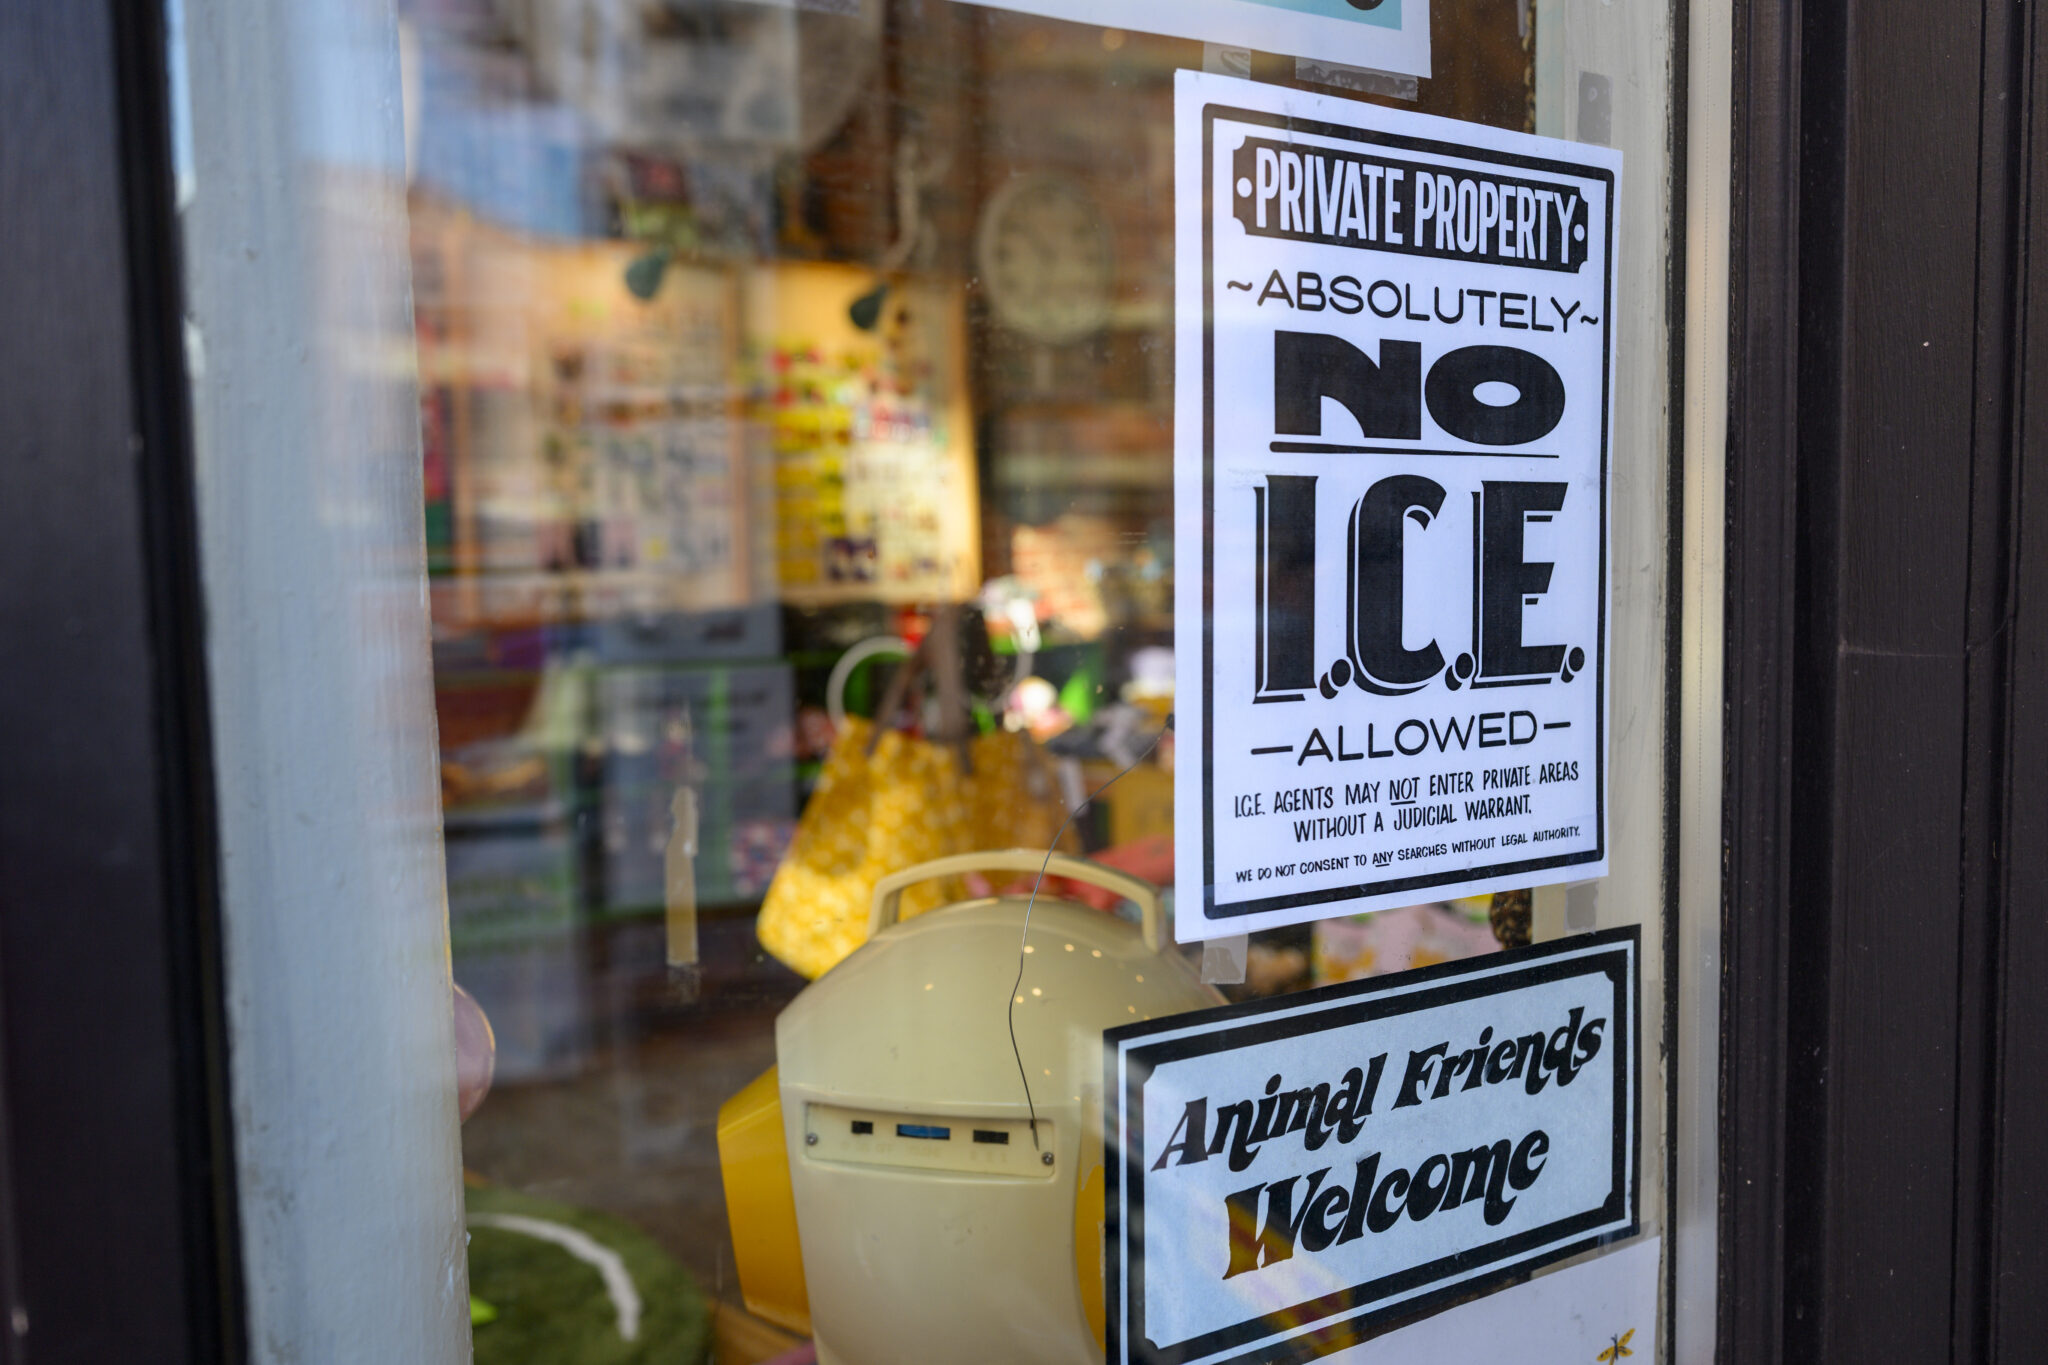 ·PRIVATE PROPERTY·
~ABSOLUTELY~
NO
I.C.E.
—ALLOWED—
I.C.E. AGENTS MAY NOT ENTER PRIVATE AREAS
WITHOUT A JUDICIAL WARRANT.
WE DO NOT CONSENT TO ANY SEARCHES WITHOUT LEGAL AUTHORITY.
Animal Friends
Welcome